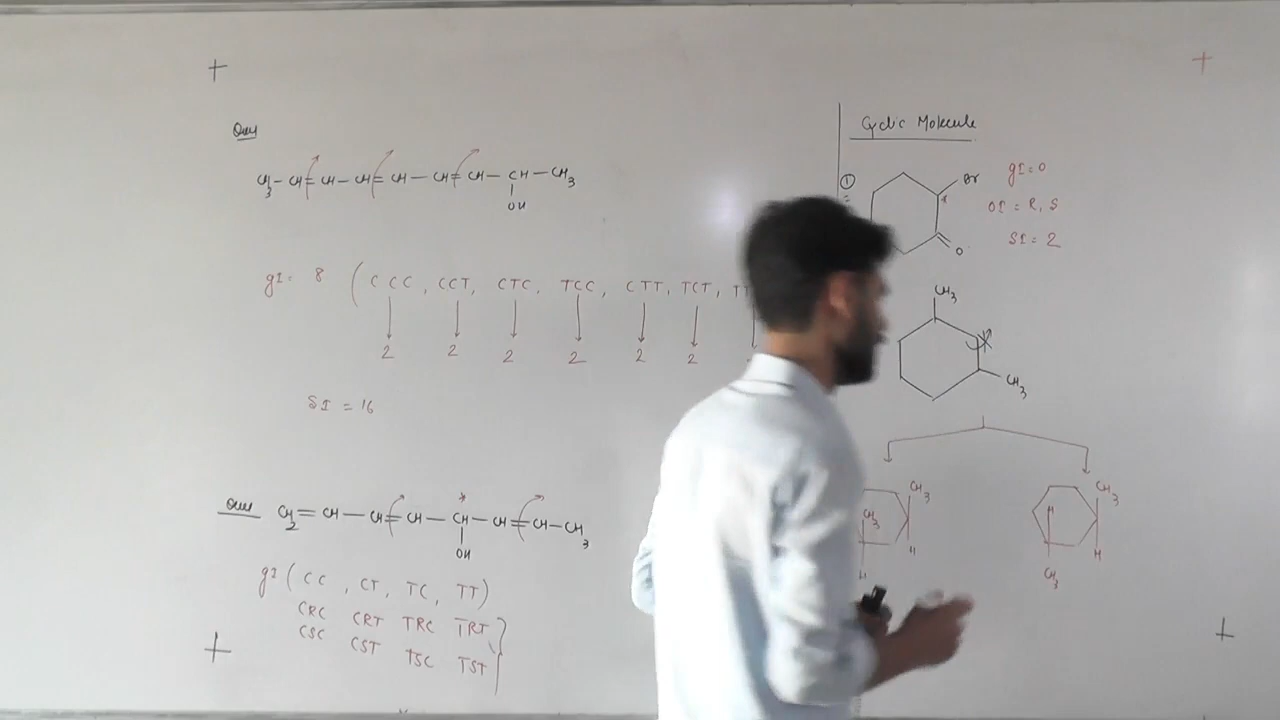 Ques
CH3-CH=CH-CH=CH-CH=CH-CH-CH3
OH
gI = 8 ( CCC, CCT, CTC, TCC, CTT, TCT, TT
2 2 2 2 2 2
SI = 16
Ques CH2=CH-CH=CH-CH-CH=CH-CH3
*
OH
gI ( CC, CT, TC, TT)
CRC CRT TRC TRT
CSC CST TSC TST
Cyclic Molecule
①
Br
*
O
gI = 0
OI = R, S
SI = 2
CH3
CH3
CH3
CH3
H
H
CH3
H
H
CH3